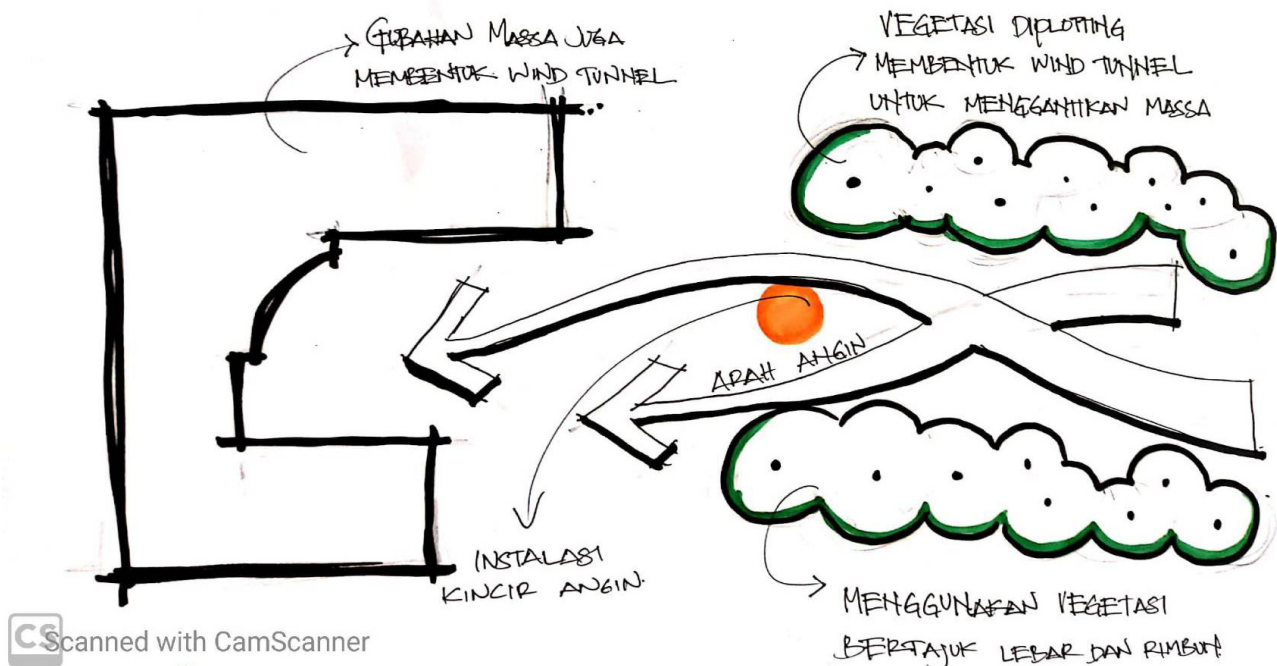 GUBAHAN MASSA JUGA
MEMBENTUK WIND TUNNEL
VEGETASI DIPLOTTING
MEMBENTUK WIND TUNNEL
UNTUK MENGGANTIKAN MASSA
ARAH ANGIN
INSTALASI
KINCIR ANGIN.
MENGGUNAKAN VEGETASI
BERTAJUK LEBAR DAN RIMBUN
CS Scanned with CamScanner